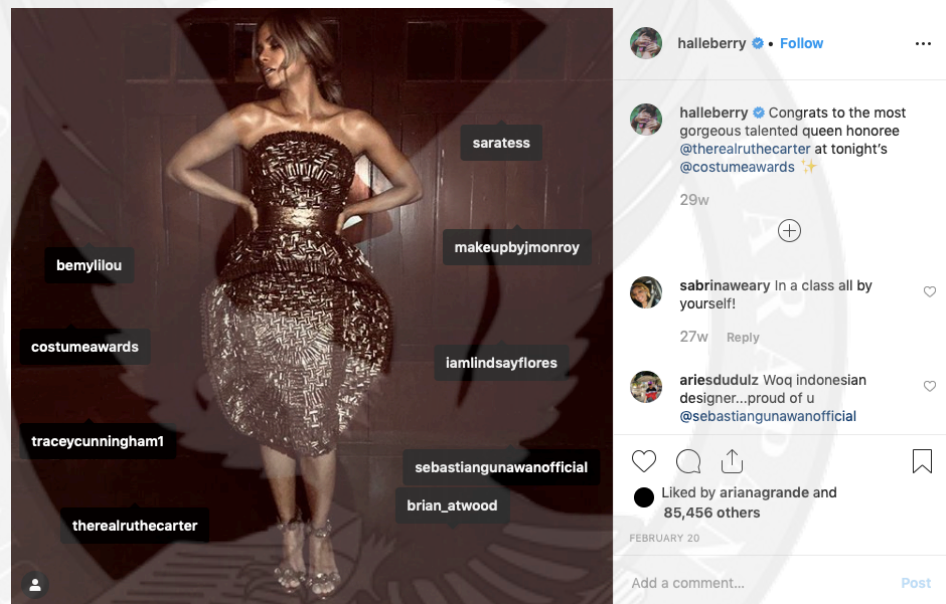 saratess
makeupbyjmonroy
bemylilou
costumeawards
iamlindsayflores
traceycunningham1
sebastiangunawanofficial
brian_atwood
therealruthecarter
halleberry • Follow
halleberry Congrats to the most
gorgeous talented queen honoree
@therealruthecarter at tonight's
@costumeawards ✨
29w
sabrinaweary In a class all by
yourself!
27w Reply
ariesdudulz Woq indonesian
designer...proud of u
@sebastiangunawanofficial
Liked by arianagrande and
85,456 others
FEBRUARY 20
Add a comment... Post